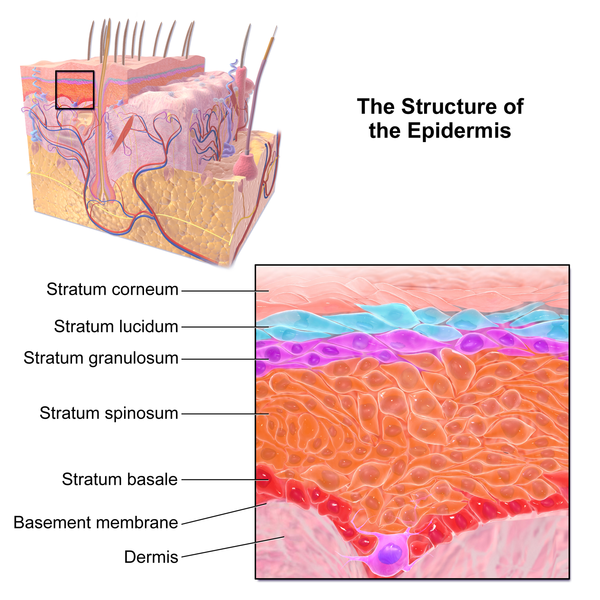 The Structure of
the Epidermis
Stratum corneum
Stratum lucidum
Stratum granulosum
Stratum spinosum
Stratum basale
Basement membrane
Dermis